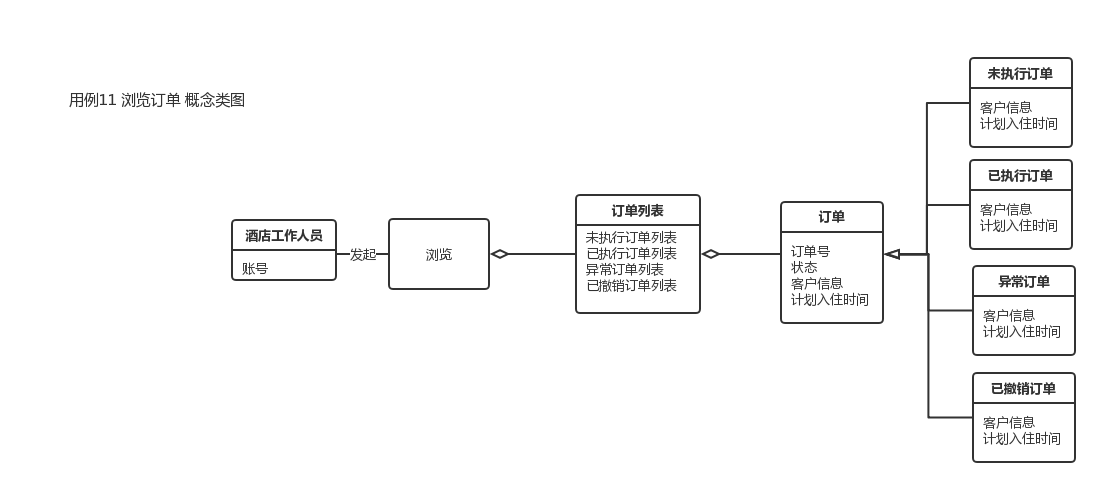 用例11 浏览订单 概念类图
酒店工作人员
账号
发起
浏览
订单列表
未执行订单列表
已执行订单列表
异常订单列表
已撤销订单列表
订单
订单号
状态
客户信息
计划入住时间
未执行订单
客户信息
计划入住时间
已执行订单
客户信息
计划入住时间
异常订单
客户信息
计划入住时间
已撤销订单
客户信息
计划入住时间